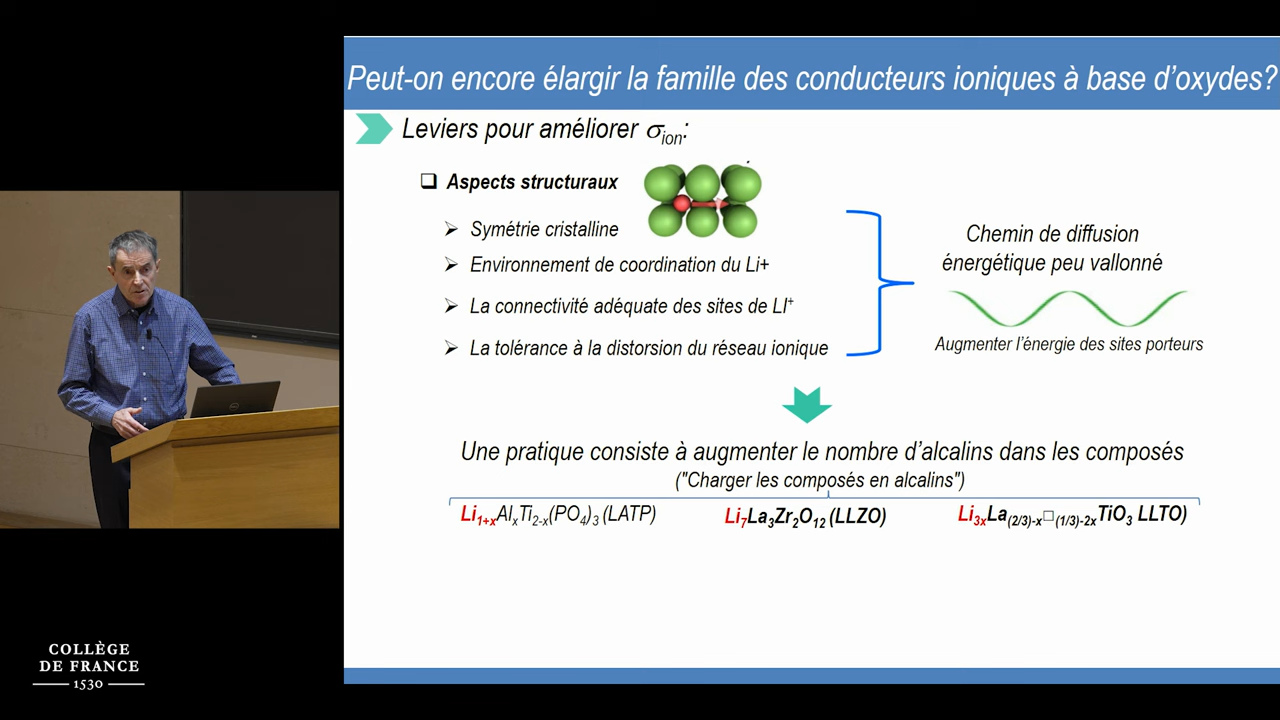 Peut-on encore élargir la famille des conducteurs ioniques à base d'oxydes?
Leviers pour améliorer σion:
Aspects structuraux
Symétrie cristalline
Environnement de coordination du Li+
La connectivité adéquate des sites de LI+
La tolérance à la distorsion du réseau ionique
Chemin de diffusion
énergétique peu vallonné
Augmenter l'énergie des sites porteurs
Une pratique consiste à augmenter le nombre d'alcalins dans les composés
("Charger les composés en alcalins")
Li1+xAlxTi2-x(PO4)3 (LATP)
Li7La3Zr2O12 (LLZO)
Li3xLa(2/3)-x□(1/3)-2xTiO3 LLTO)
COLLÈGE
DE FRANCE
1530